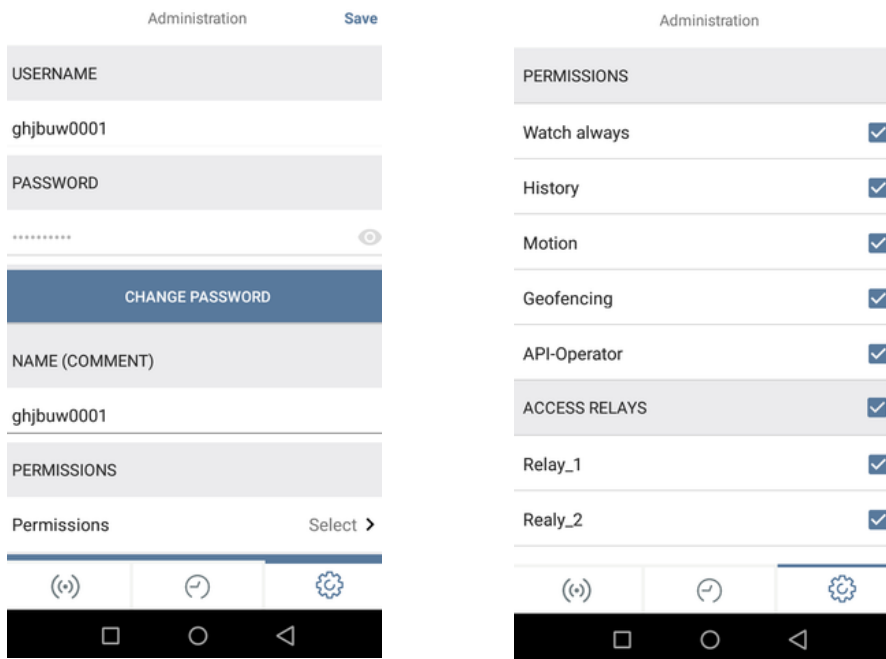 Administration Save
USERNAME
ghjbuw0001
PASSWORD
CHANGE PASSWORD
NAME (COMMENT)
ghjbuw0001
PERMISSIONS
Permissions Select
Administration
PERMISSIONS
Watch always
History
Motion
Geofencing
API-Operator
ACCESS RELAYS
Relay_1
Realy_2